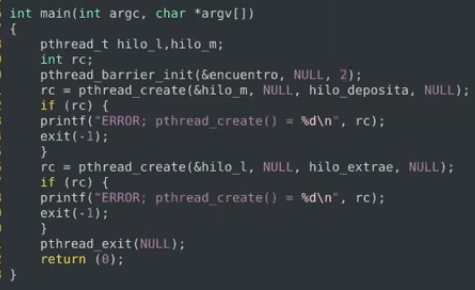 int main(int argc, char *argv[])
{
pthread_t hilo_l,hilo_m;
int rc;
pthread_barrier_init(&encuentro, NULL, 2);
rc = pthread_create(&hilo_m, NULL, hilo_deposita, NULL);
if (rc) {
printf("ERROR; pthread_create() = %d\n", rc);
exit(-1);
}
rc = pthread_create(&hilo_l, NULL, hilo_extrae, NULL);
if (rc) {
printf("ERROR; pthread_create() = %d\n", rc);
exit(-1);
}
pthread_exit(NULL);
return (0);
}